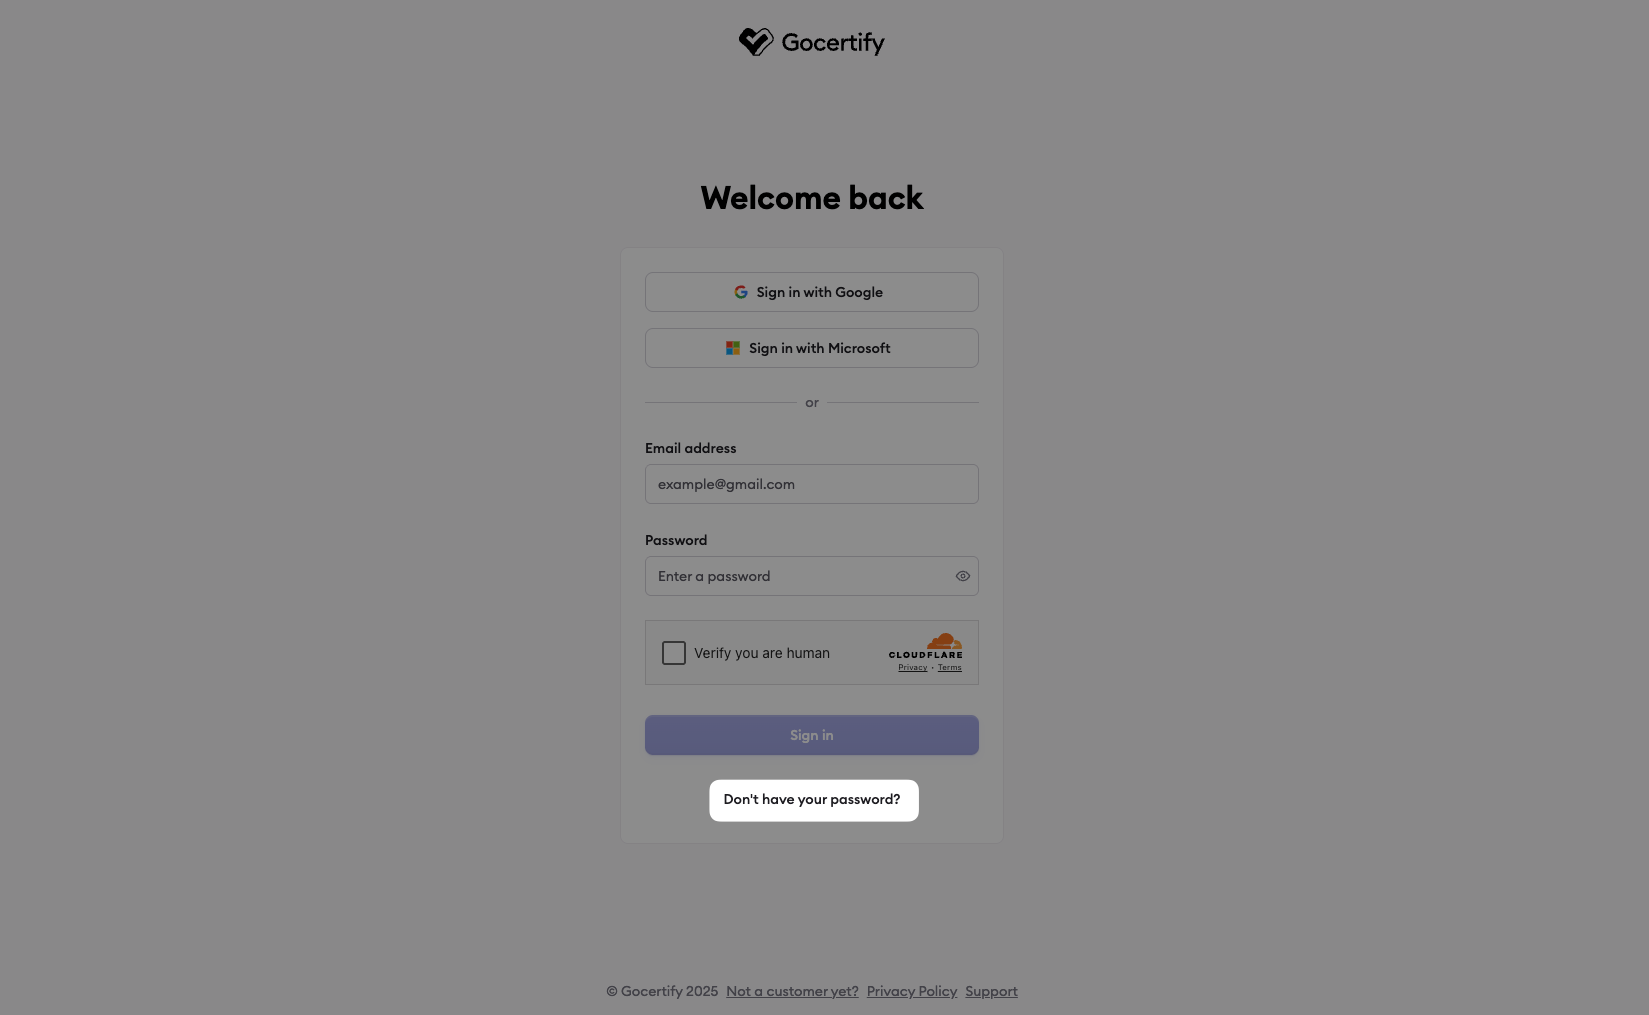 Gocertify
Welcome back
Sign in with Google
Sign in with Microsoft
or
Email address
example@gmail.com
Password
Enter a password
Verify you are human
CLOUDFLARE
Privacy • Terms
Sign in
Don't have your password?
© Gocertify 2025 Not a customer yet? Privacy Policy Support